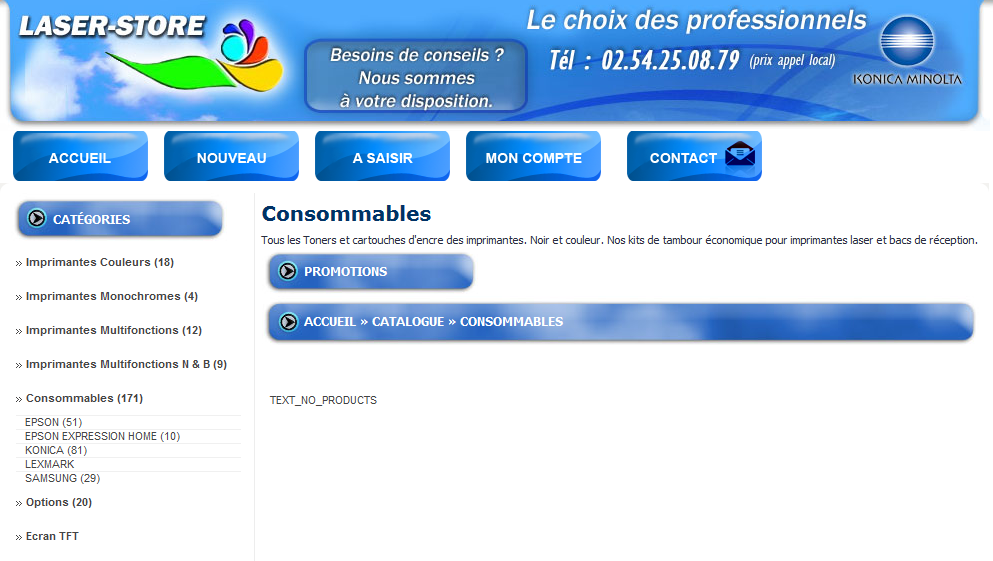 LASER-STORE
Besoins de conseils ?
Nous sommes
à votre disposition.
Le choix des professionnels
Tél : 02.54.25.08.79 (prix appel local)
KONICA MINOLTA
ACCUEIL
NOUVEAU
A SAISIR
MON COMPTE
CONTACT
CATÉGORIES
» Imprimantes Couleurs (18)
» Imprimantes Monochromes (4)
» Imprimantes Multifonctions (12)
» Imprimantes Multifonctions N & B (9)
» Consommables (171)
EPSON (51)
EPSON EXPRESSION HOME (10)
KONICA (81)
LEXMARK
SAMSUNG (29)
» Options (20)
» Ecran TFT
Consommables
Tous les Toners et cartouches d'encre des imprimantes. Noir et couleur. Nos kits de tambour économique pour imprimantes laser et bacs de réception.
PROMOTIONS
ACCUEIL » CATALOGUE » CONSOMMABLES
TEXT_NO_PRODUCTS